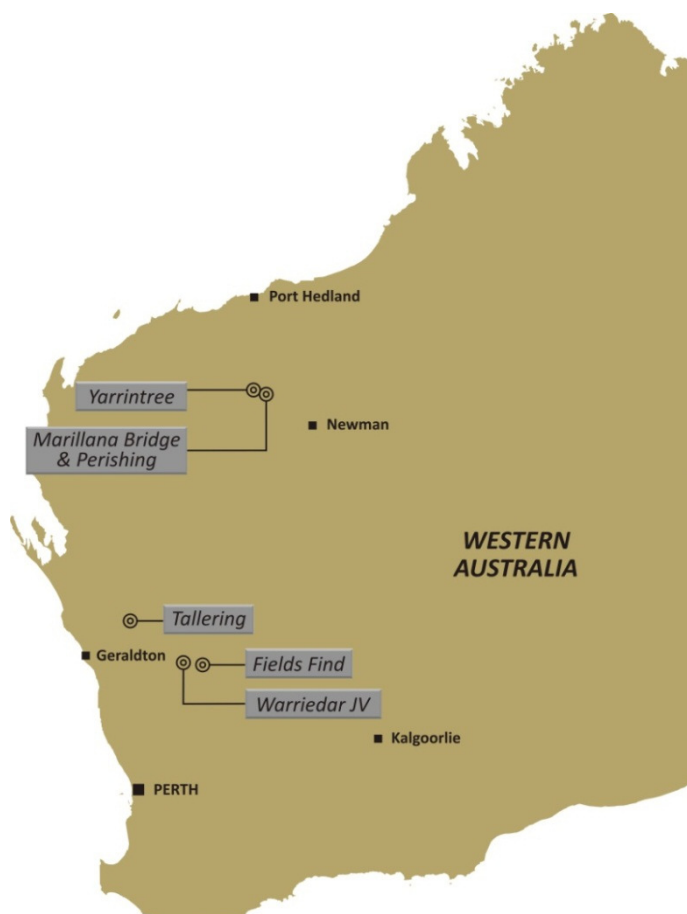 Port Hedland
Yarrintree
Marillana Bridge
& Perishing
Newman
WESTERN
AUSTRALIA
Tallering
Geraldton
Fields Find
Warriedar JV
Kalgoorlie
PERTH